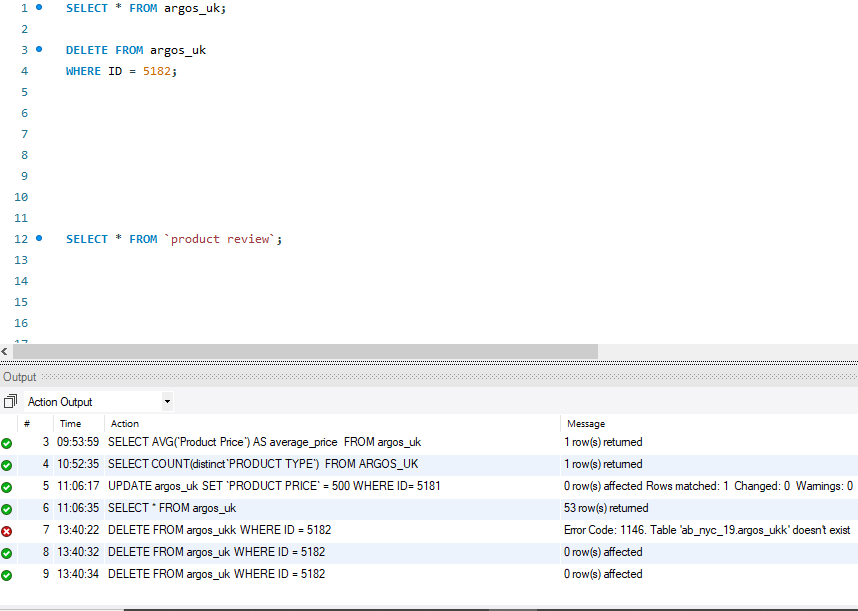 1 SELECT * FROM argos_uk;
2
3 DELETE FROM argos_uk
4 WHERE ID = 5182;
5
6
7
8
9
10
11
12 SELECT * FROM `product review`;
13
14
15
16
17
Output
Action Output
# Time Action Message
3 09:53:59 SELECT AVG(`Product Price`) AS average_price FROM argos_uk 1 row(s) returned
4 10:52:35 SELECT COUNT(distinct`PRODUCT TYPE`) FROM ARGOS_UK 1 row(s) returned
5 11:06:17 UPDATE argos_uk SET `PRODUCT PRICE` = 500 WHERE ID= 5181 0 row(s) affected Rows matched: 1 Changed: 0 Warnings: 0
6 11:06:35 SELECT * FROM argos_uk 53 row(s) returned
7 13:40:22 DELETE FROM argos_ukk WHERE ID = 5182 Error Code: 1146. Table 'ab_nyc_19.argos_ukk' doesn't exist
8 13:40:32 DELETE FROM argos_uk WHERE ID = 5182 0 row(s) affected
9 13:40:34 DELETE FROM argos_uk WHERE ID = 5182 0 row(s) affected